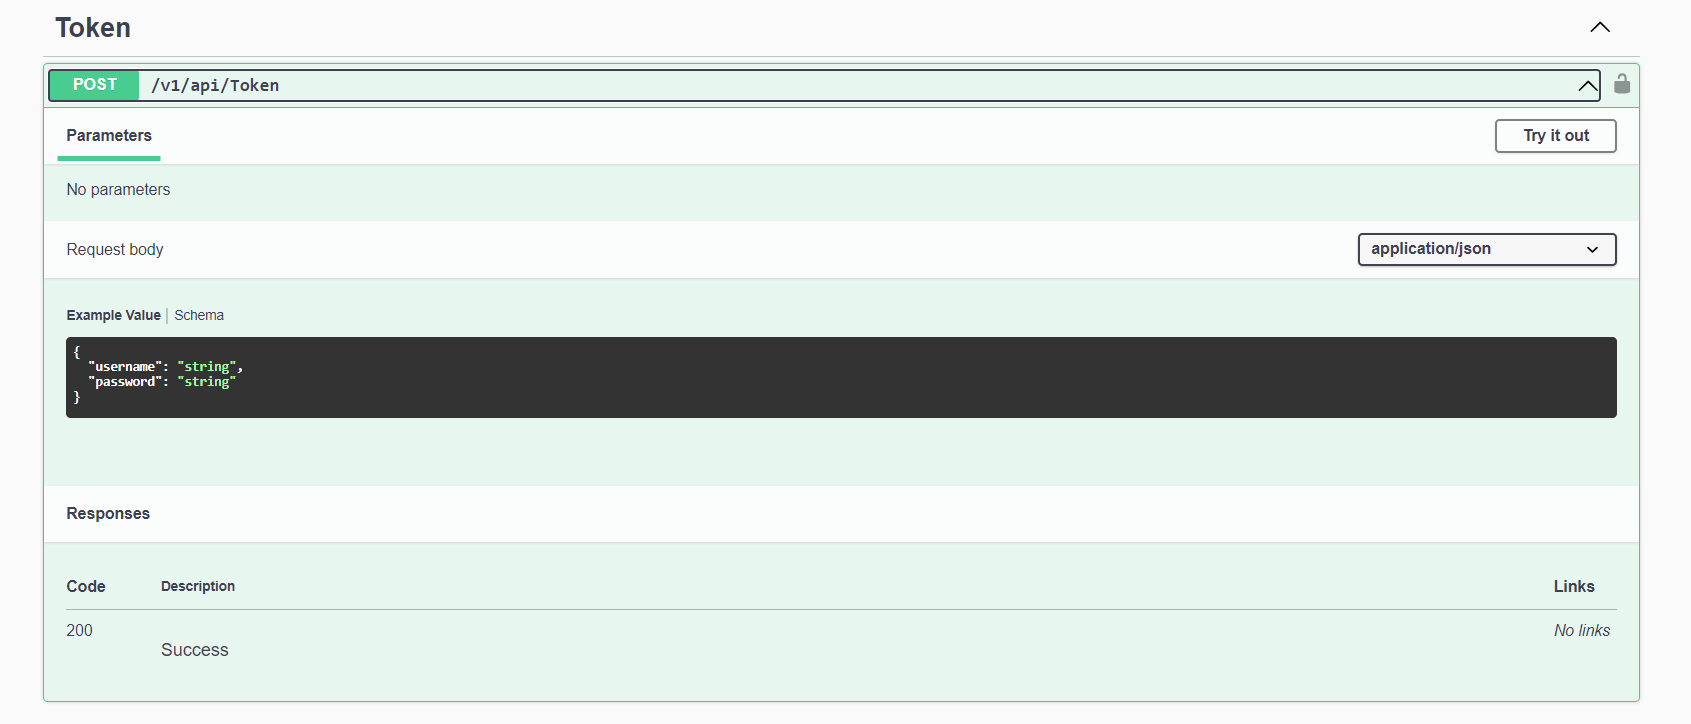 Token
POST /v1/api/Token
Parameters
Try it out
No parameters
Request body
application/json
Example Value | Schema
{
  "username": "string",
  "password": "string"
}
Responses
Code Description Links
200 No links
Success